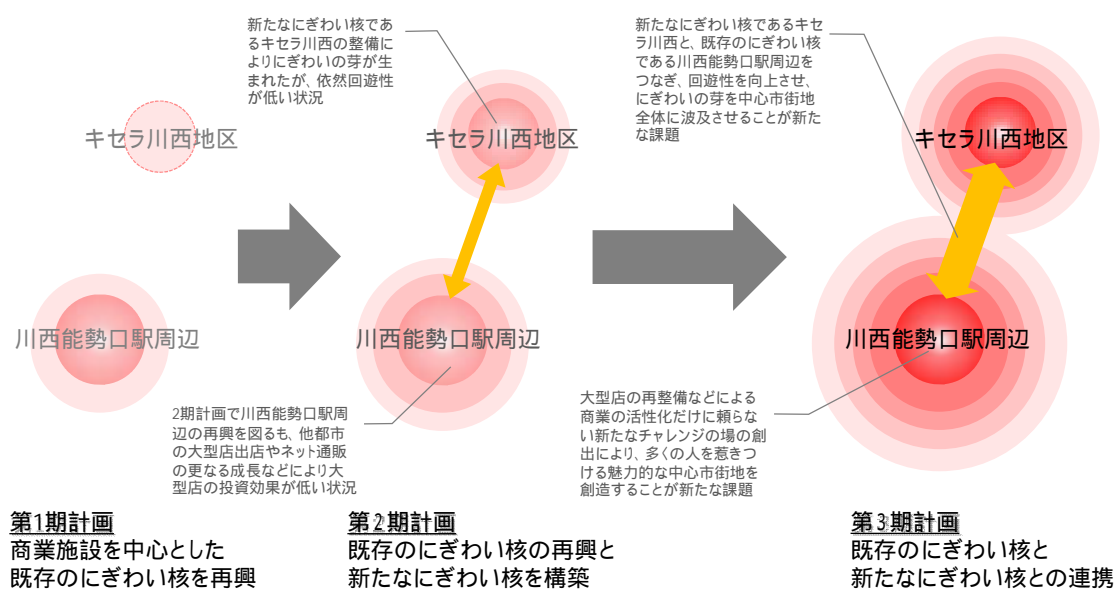 新たなにぎわい核であ
るキセラ川西の整備に
よりにぎわいの芽が生
まれたが、依然回遊性
が低い状況
新たなにぎわい核であるキセ
ラ川西と、既存のにぎわい核
である川西能勢口駅周辺を
つなぎ、回遊性を向上させ、
にぎわいの芽を中心市街地
全体に波及させることが新た
な課題
キセラ川西地区
キセラ川西地区
キセラ川西地区
川西能勢口駅周辺
川西能勢口駅周辺
川西能勢口駅周辺
2期計画で川西能勢口駅周
辺の再興を図るも、他都市
の大型店出店やネット通販
の更なる成長などにより大
型店の投資効果が低い状況
大型店の再整備などによる
商業の活性化だけに頼らな
い新たなチャレンジの場の創
出により、多くの人を惹きつ
ける魅力的な中心市街地を
創造することが新たな課題
第1期計画
商業施設を中心とした
既存のにぎわい核を再興
第2期計画
既存のにぎわい核の再興と
新たなにぎわい核を構築
第3期計画
既存のにぎわい核と
新たなにぎわい核との連携